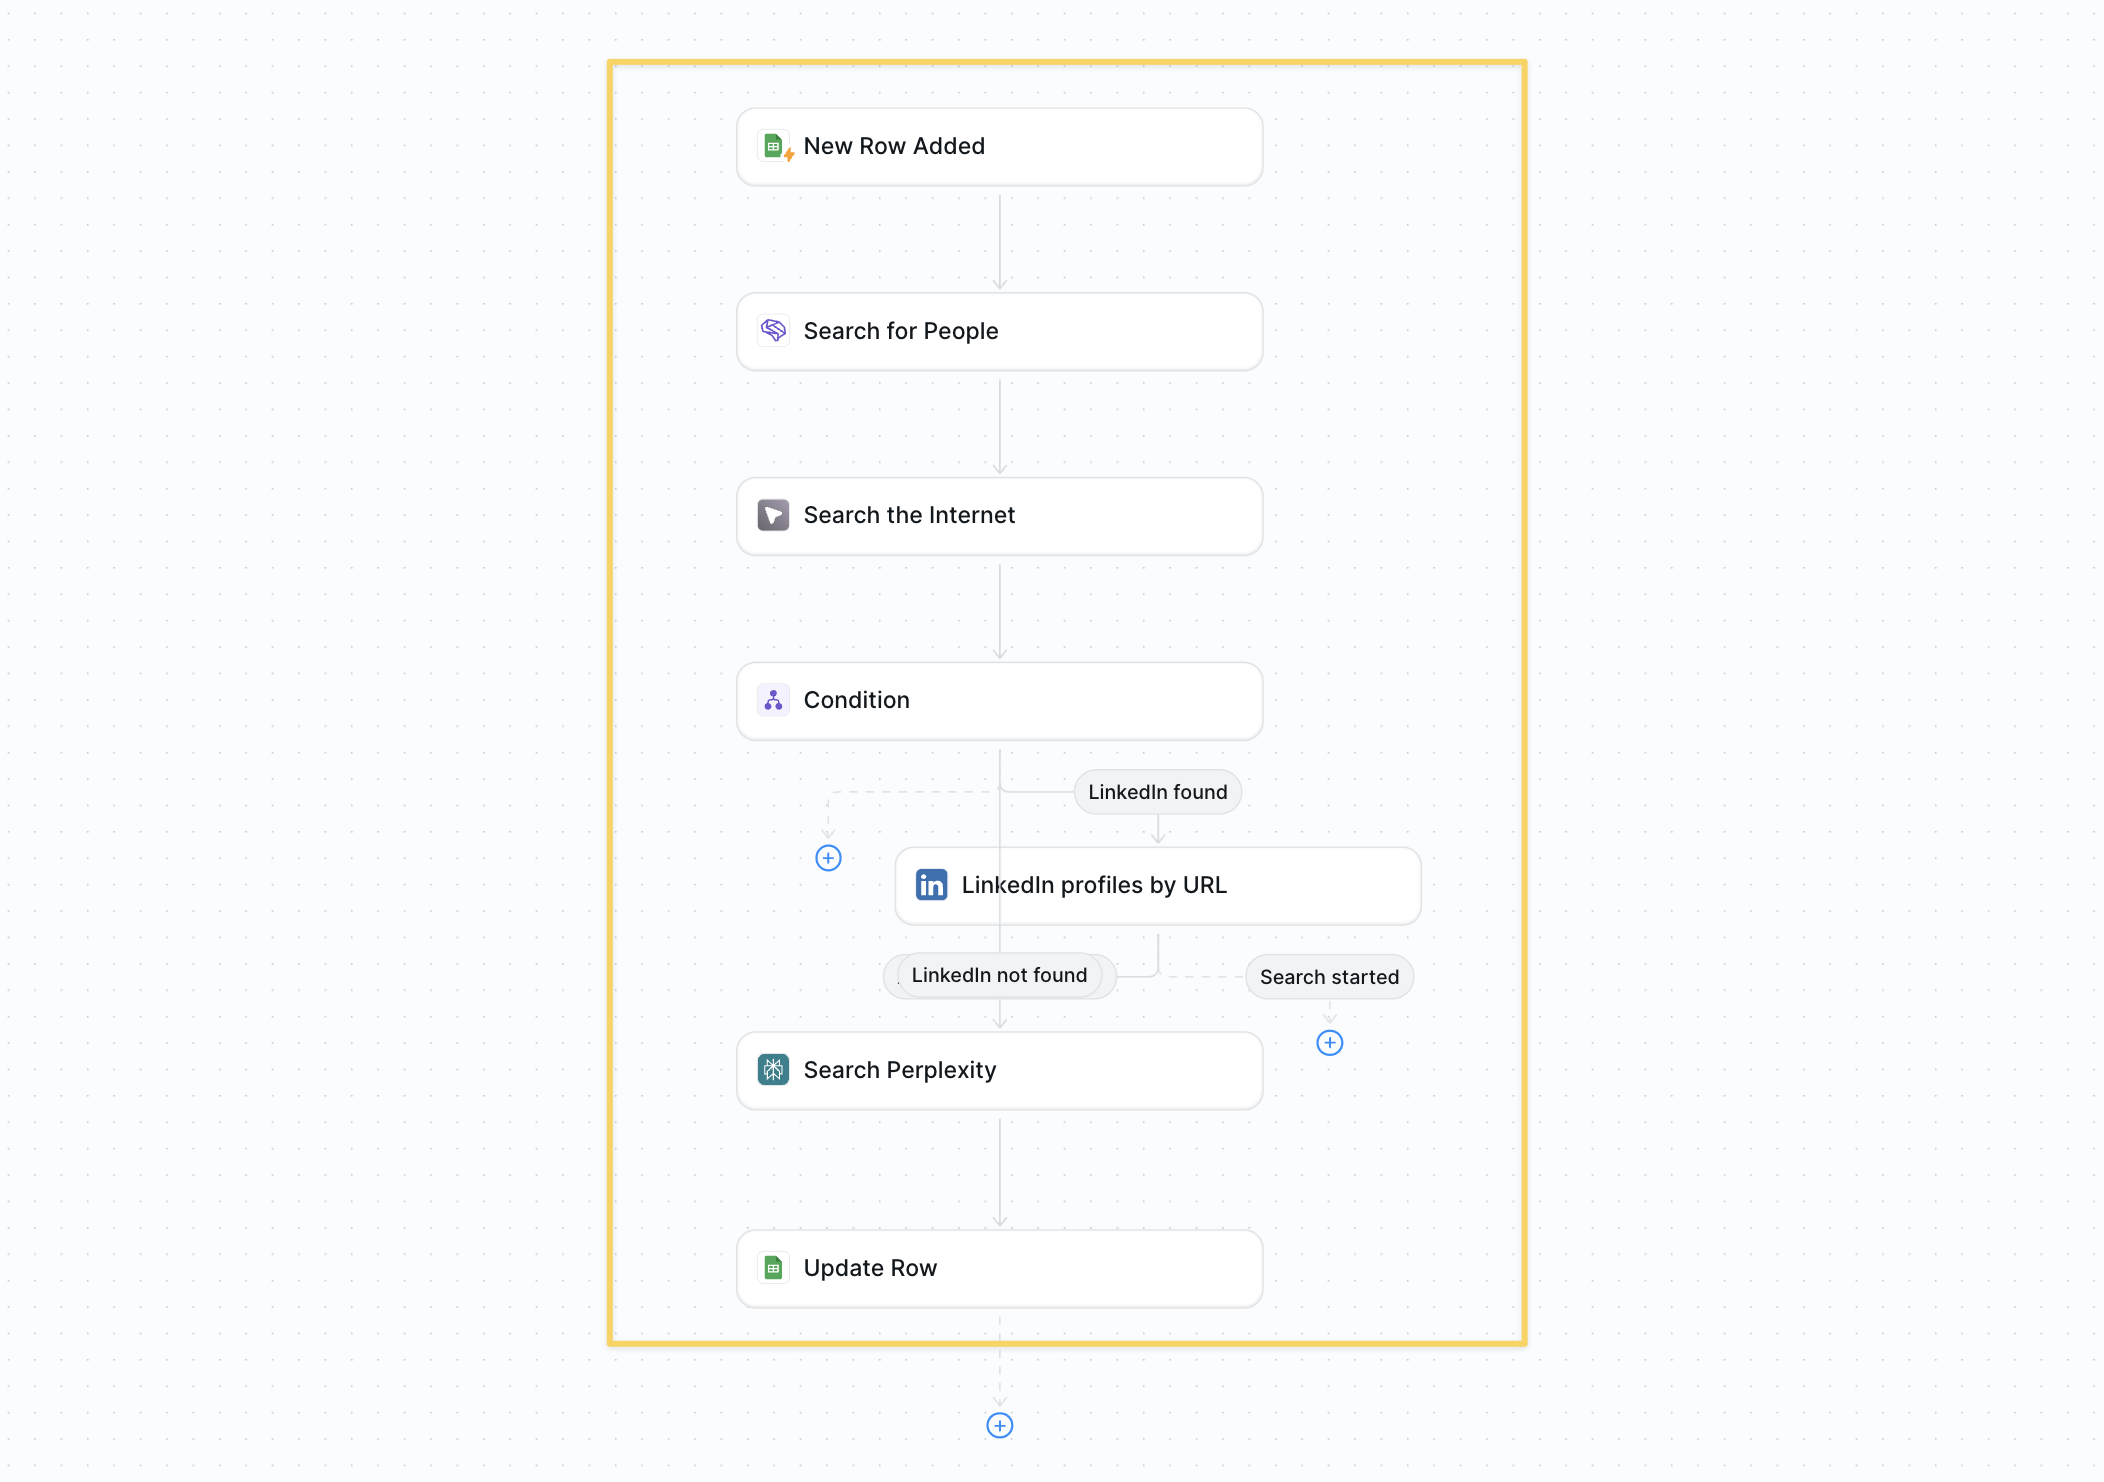 New Row Added
Search for People
Search the Internet
Condition
LinkedIn found
in LinkedIn profiles by URL
LinkedIn not found
Search started
Search Perplexity
Update Row